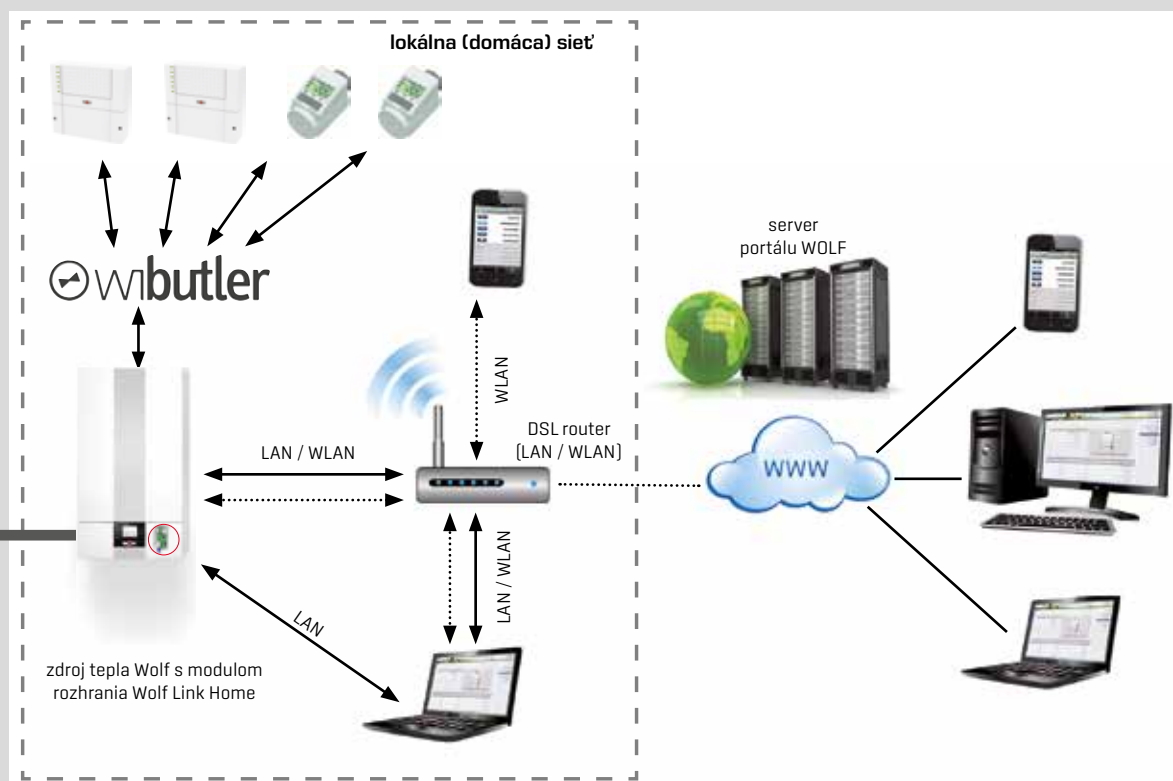 lokálna (domáca) sieť
wibutler
server
portálu WOLF
WLAN
DSL router
(LAN / WLAN)
LAN / WLAN
WWW
LAN / WLAN
LAN
zdroj tepla Wolf s modulom
rozhrania Wolf Link Home